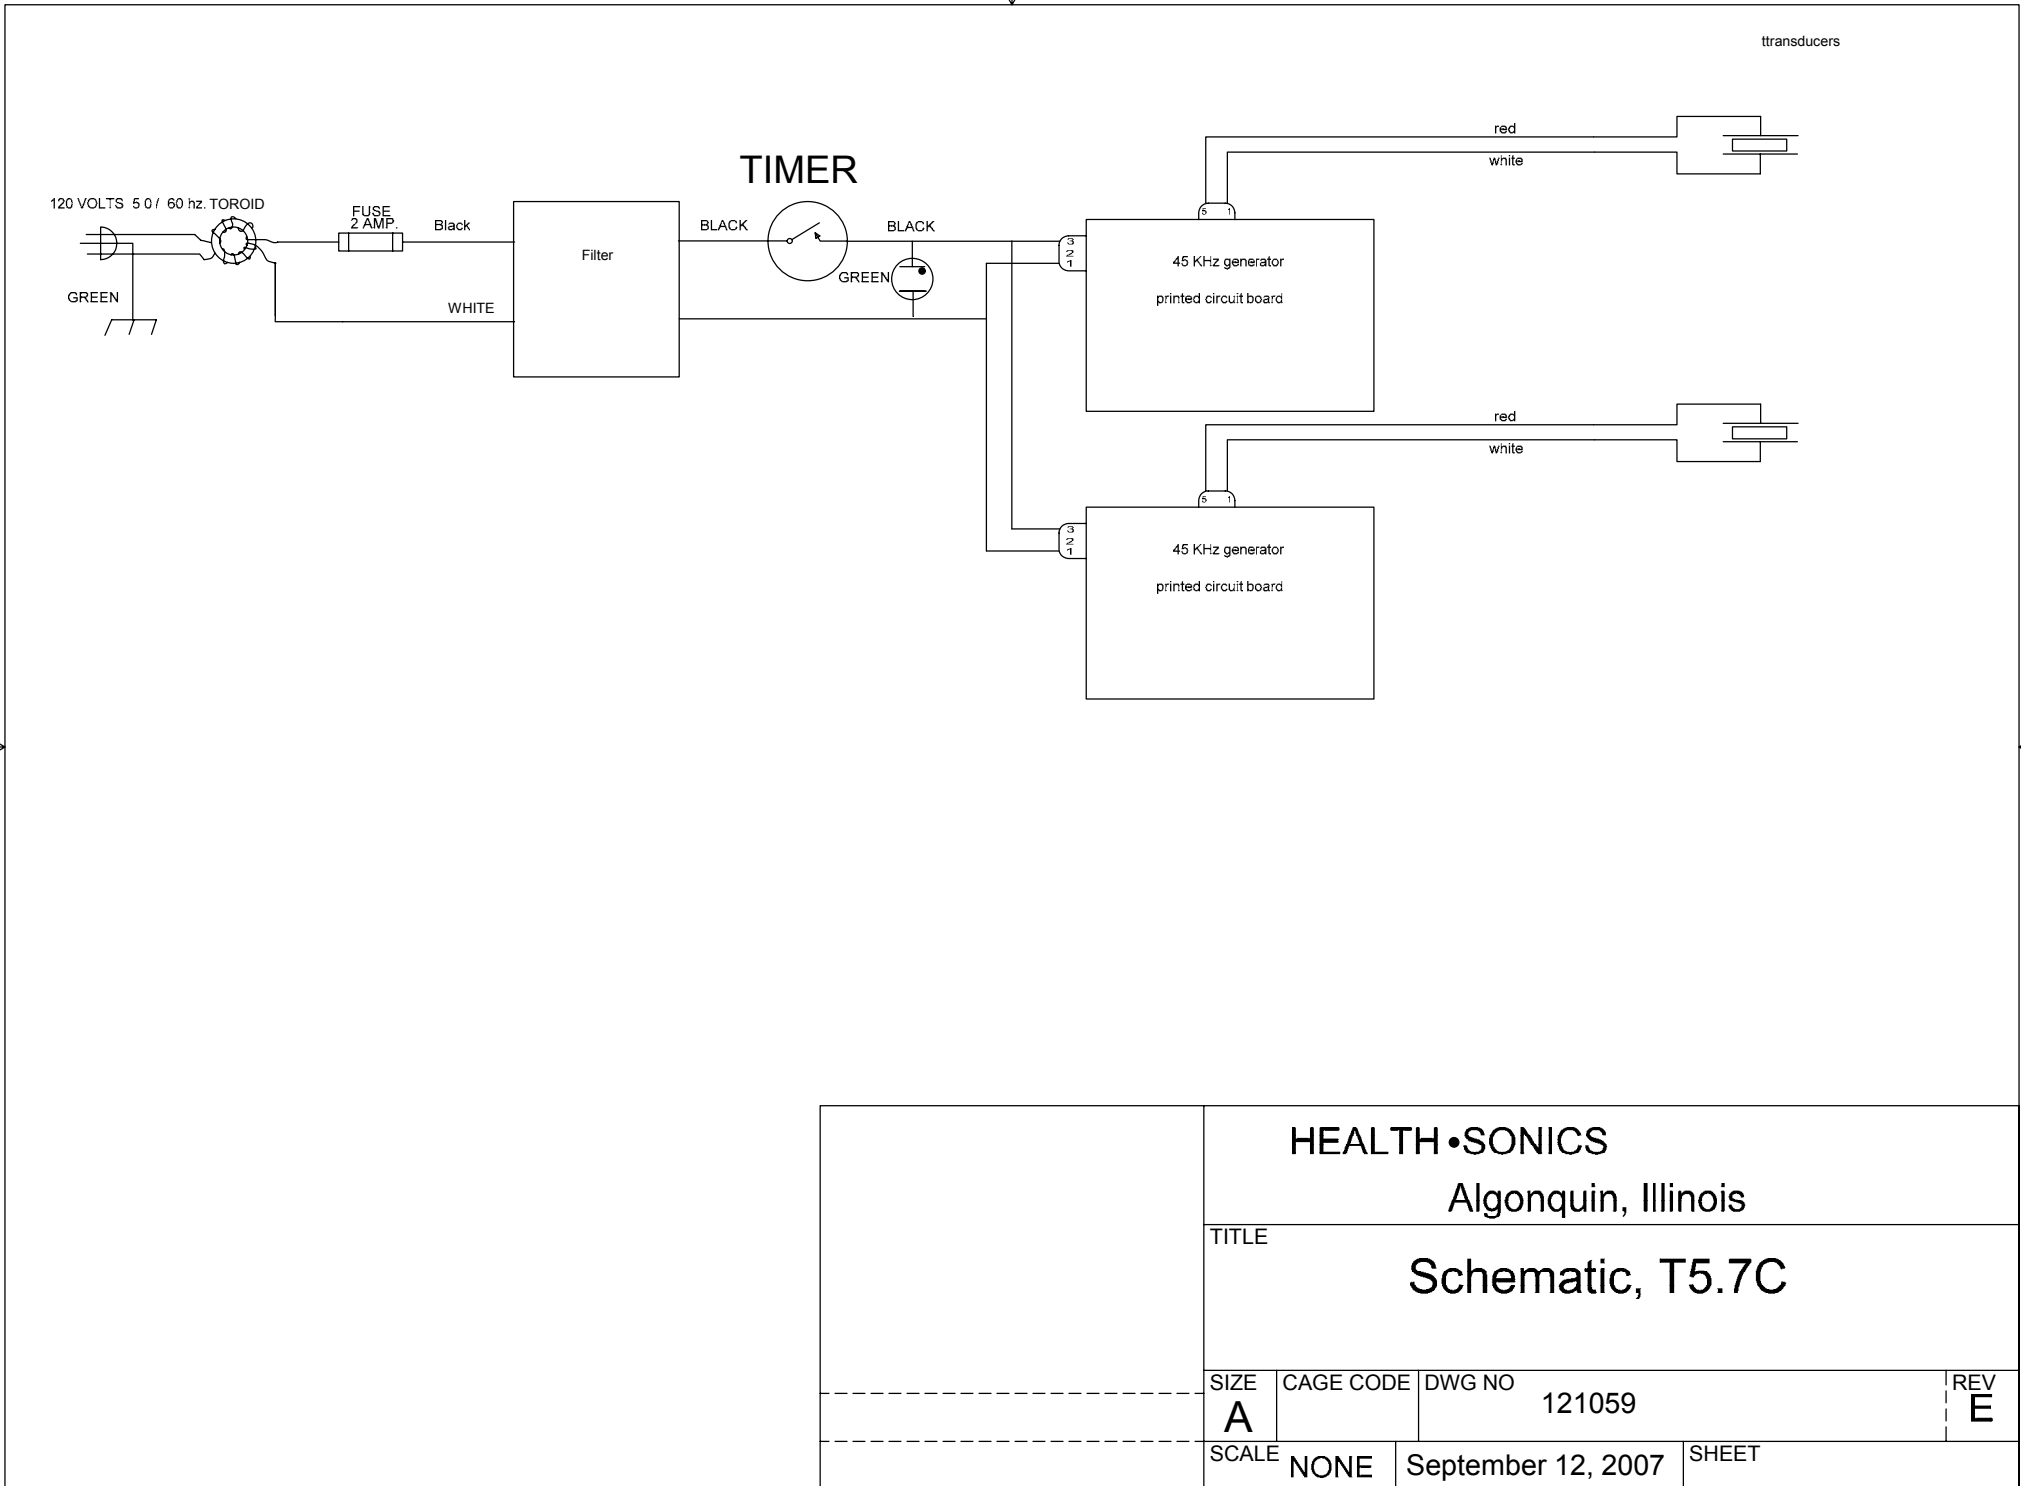 ttransducers
red
white
TIMER
120 VOLTS 5 0 / 60 hz. TOROID
FUSE
2 AMP.
Black
BLACK
BLACK
5 1
3
2
1
Filter
45 KHz generator
GREEN
GREEN
printed circuit board
WHITE
red
white
5 1
3
2
1
45 KHz generator
printed circuit board
HEALTH •SONICS
Algonquin, Illinois
TITLE
Schematic, T5.7C
SIZE
A
CAGE CODE
DWG NO
121059
REV
E
SCALE
NONE
September 12, 2007
SHEET